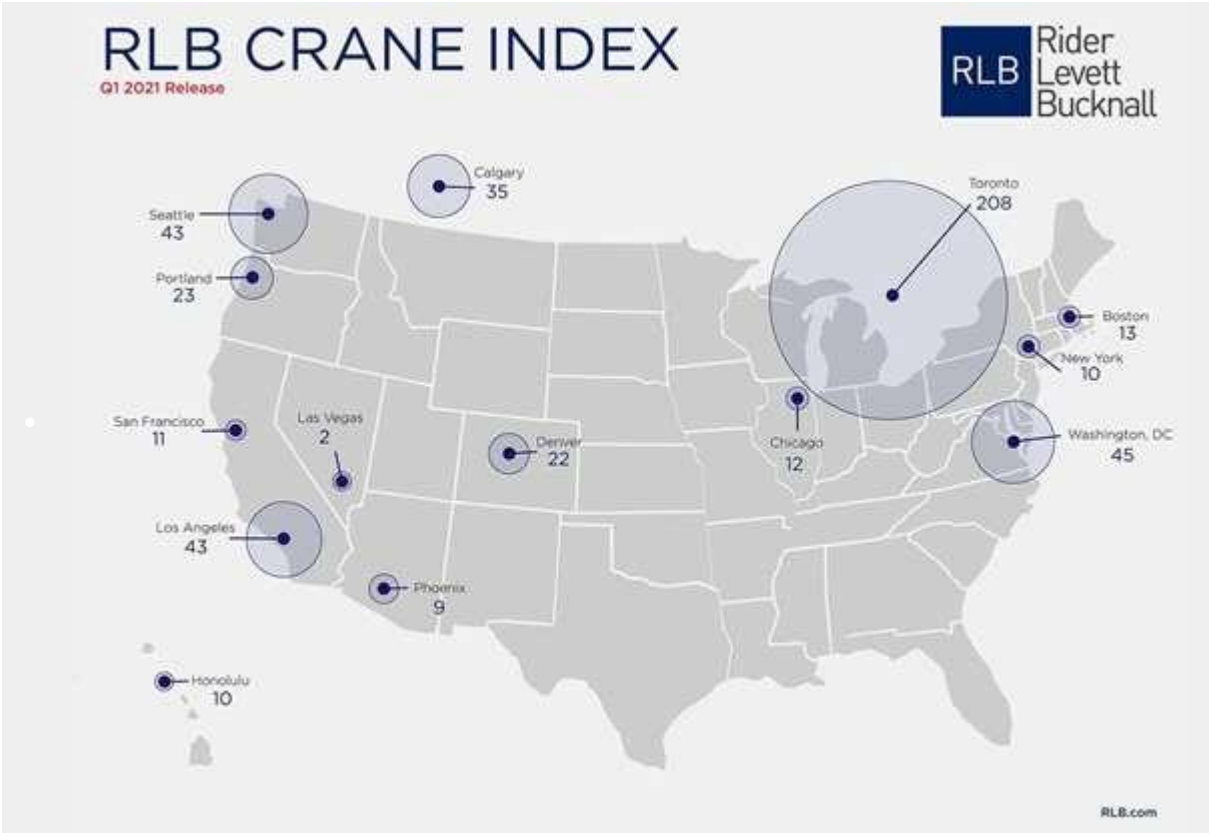 RLB CRANE INDEX
Q1 2021 Release
RLB
Rider
Levett
Bucknall
Calgary
35
Toronto
208
Seattle
43
Portland
23
Boston
13
New York
10
San Francisco
11
Las Vegas
2
Denver
22
Chicago
12
Washington, DC
45
Los Angeles
43
Phoenix
9
Honolulu
10
RLB.com